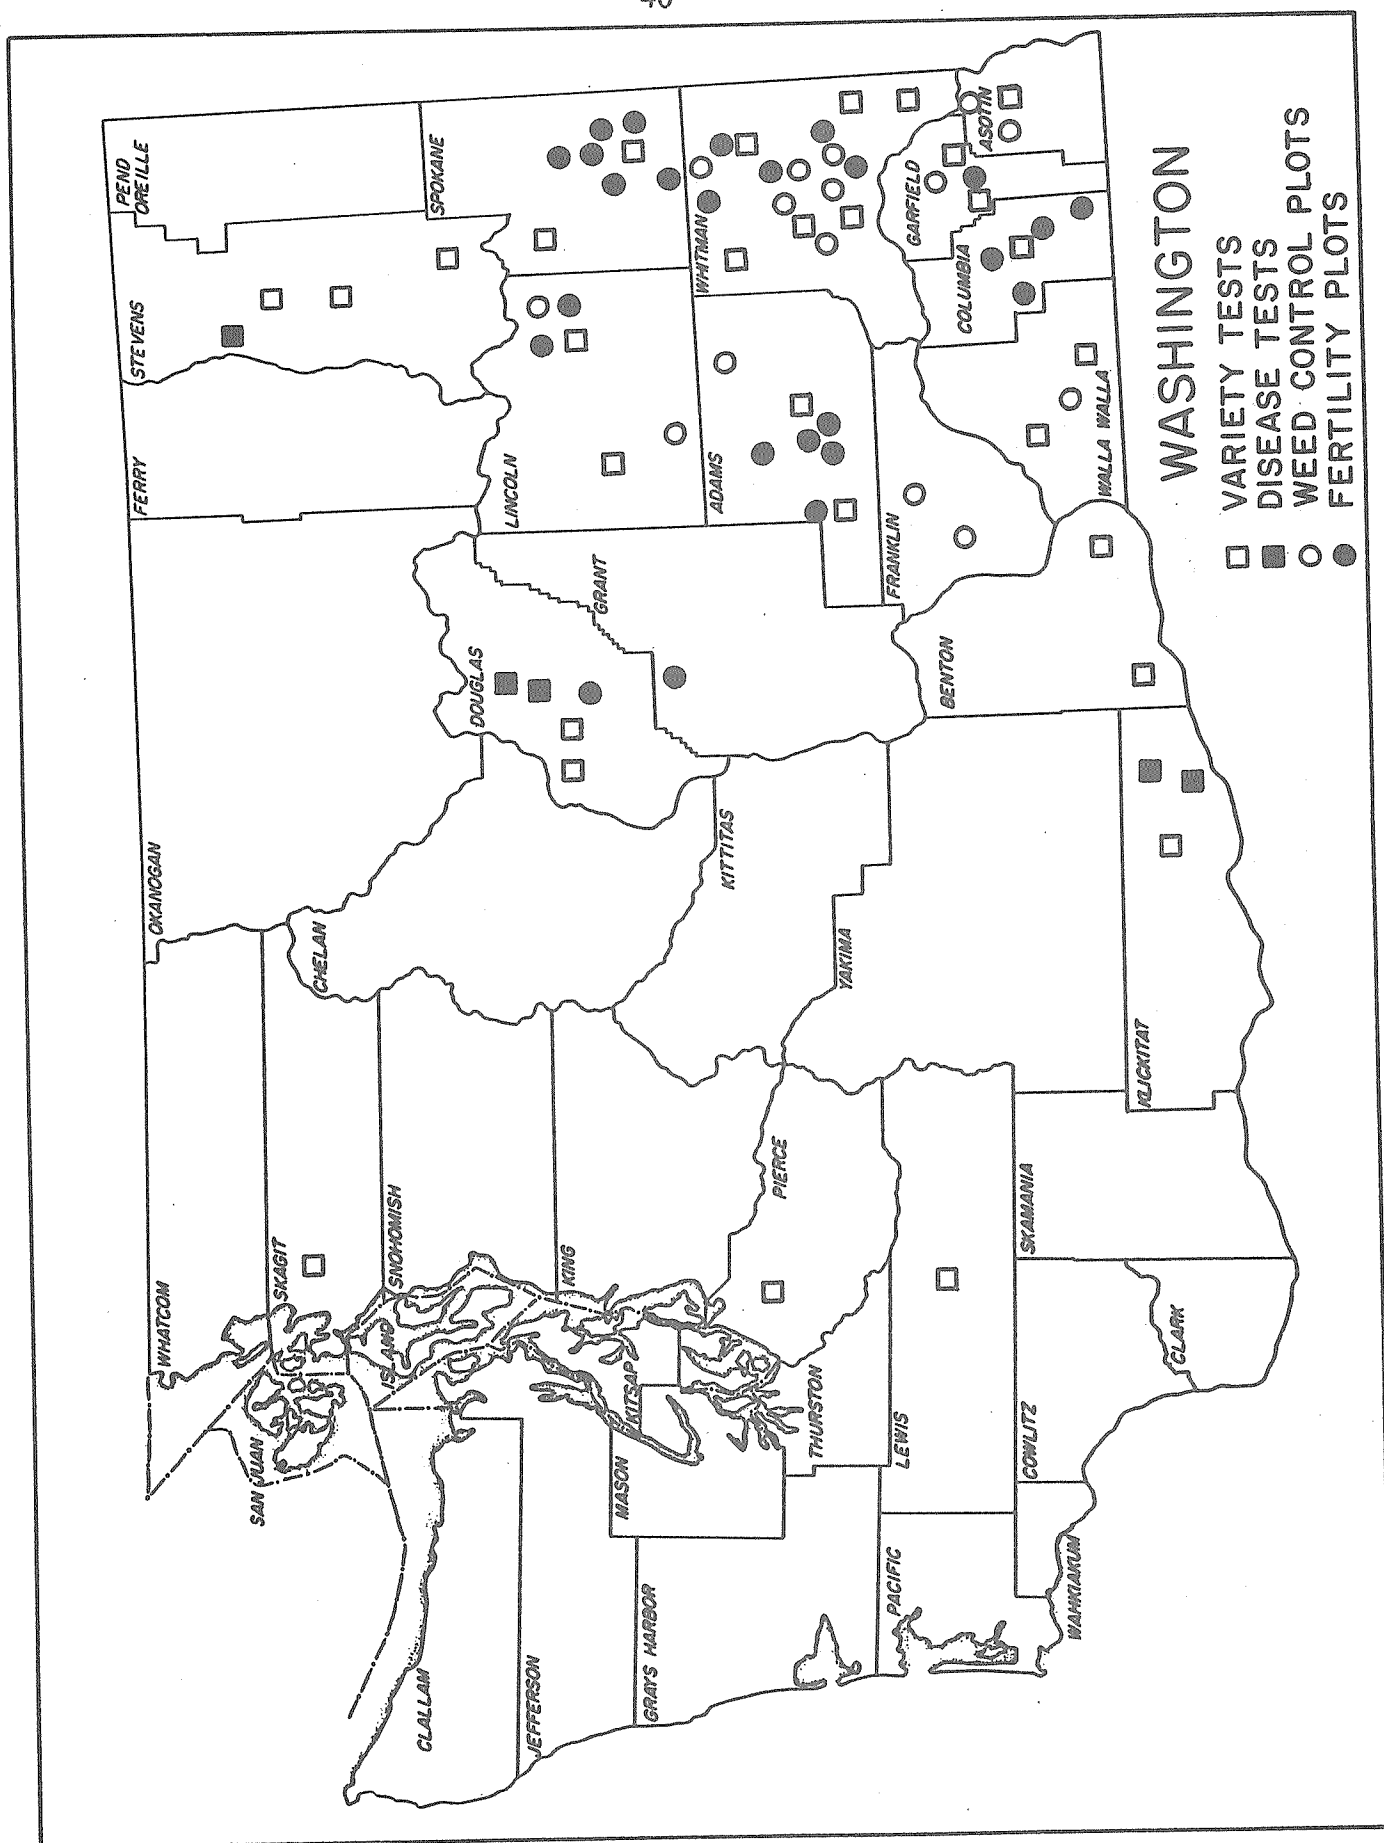 40
WHATCOM
SAN JUAN
SKAGIT
ISLAND
SNOHOMISH
CLALLAM
JEFFERSON
KITSAP
KING
MASON
GRAYS HARBOR
PIERCE
THURSTON
PACIFIC
LEWIS
WAHKIAKUM
COWLITZ
SKAMANIA
CLARK
OKANOGAN
CHELAN
KITTITAS
YAKIMA
KLICKITAT
DOUGLAS
GRANT
BENTON
FERRY
STEVENS
PEND
OREILLE
LINCOLN
SPOKANE
ADAMS
WHITMAN
FRANKLIN
WALLA WALLA
COLUMBIA
GARFIELD
ASOTIN
WASHINGTON
VARIETY TESTS
DISEASE TESTS
WEED CONTROL PLOTS
FERTILITY PLOTS